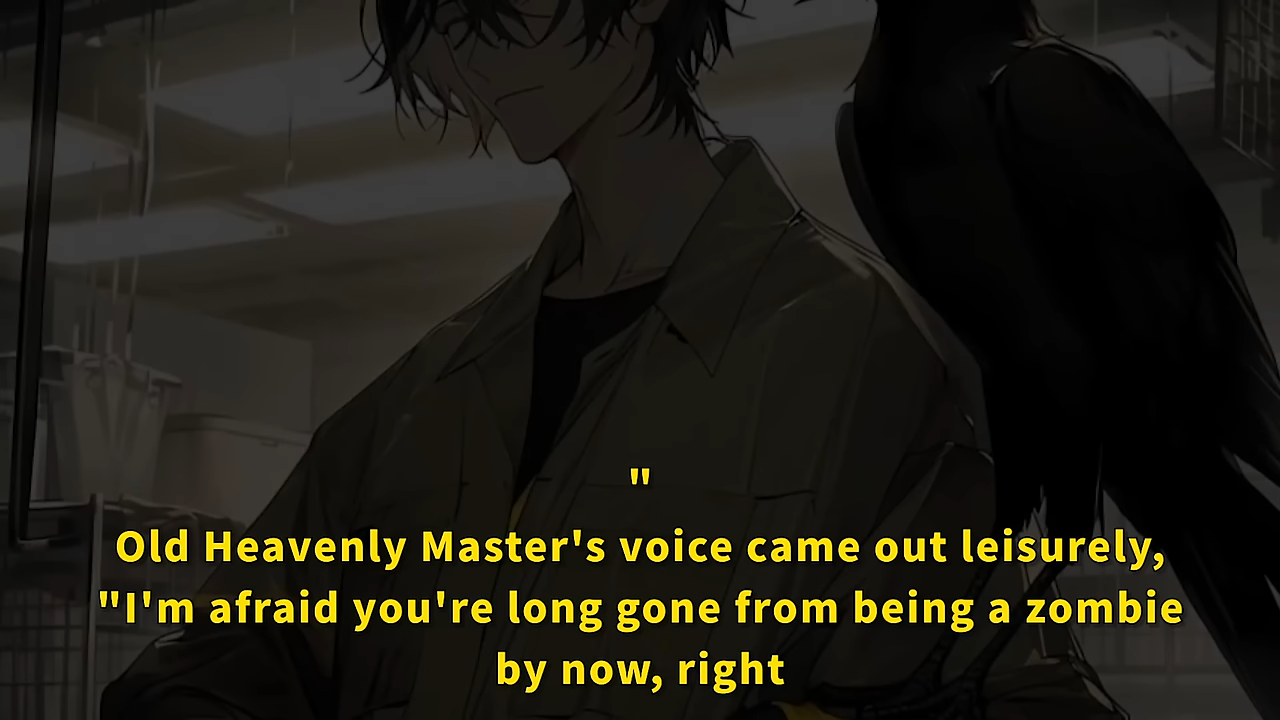 "
Old Heavenly Master's voice came out leisurely,
"I'm afraid you're long gone from being a zombie
by now, right